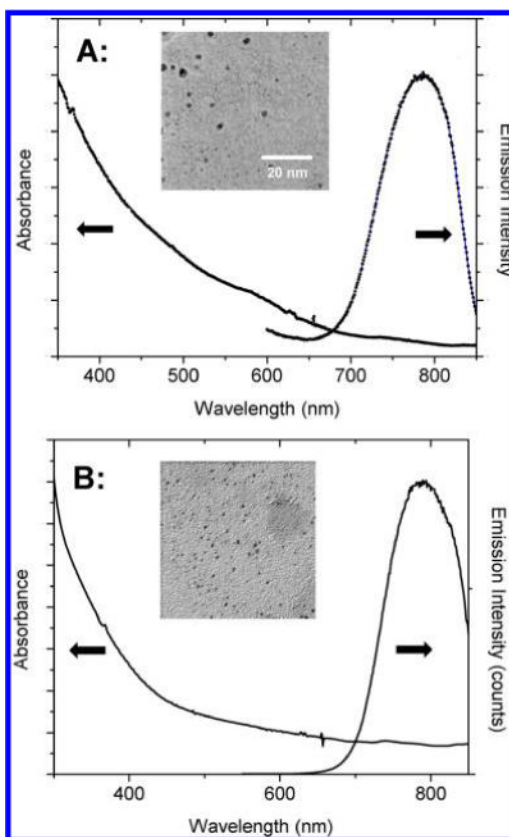 A:
20 nm
Absorbance
Emission Intensity
400 500 600 700 800
Wavelength (nm)
B:
Absorbance
Emission Intensity (counts)
400 600 800
Wavelength (nm)